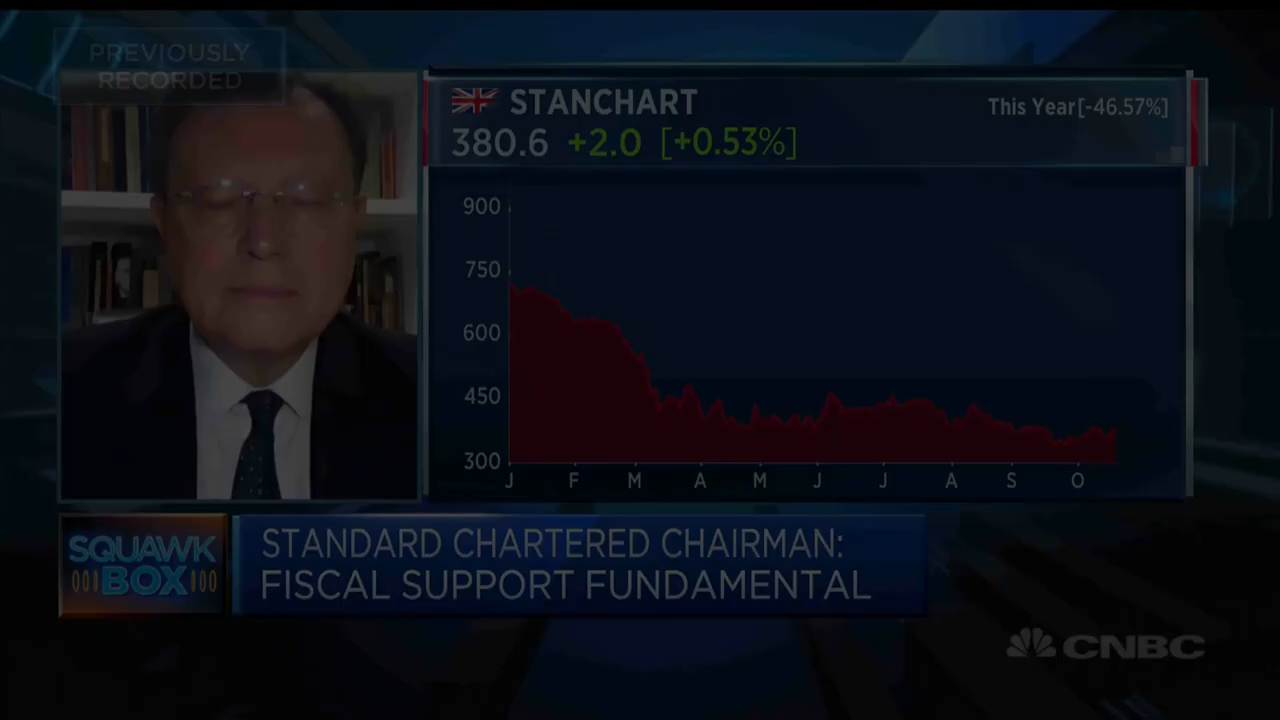 PREVIOUSLY
RECORDED
STANCHART
This Year[-46.57%]
380.6 +2.0 [+0.53%]
900
750
600
450
300
J F M A M J J A S O
SQUAWK
BOX
STANDARD CHARTERED CHAIRMAN:
FISCAL SUPPORT FUNDAMENTAL
CNBC